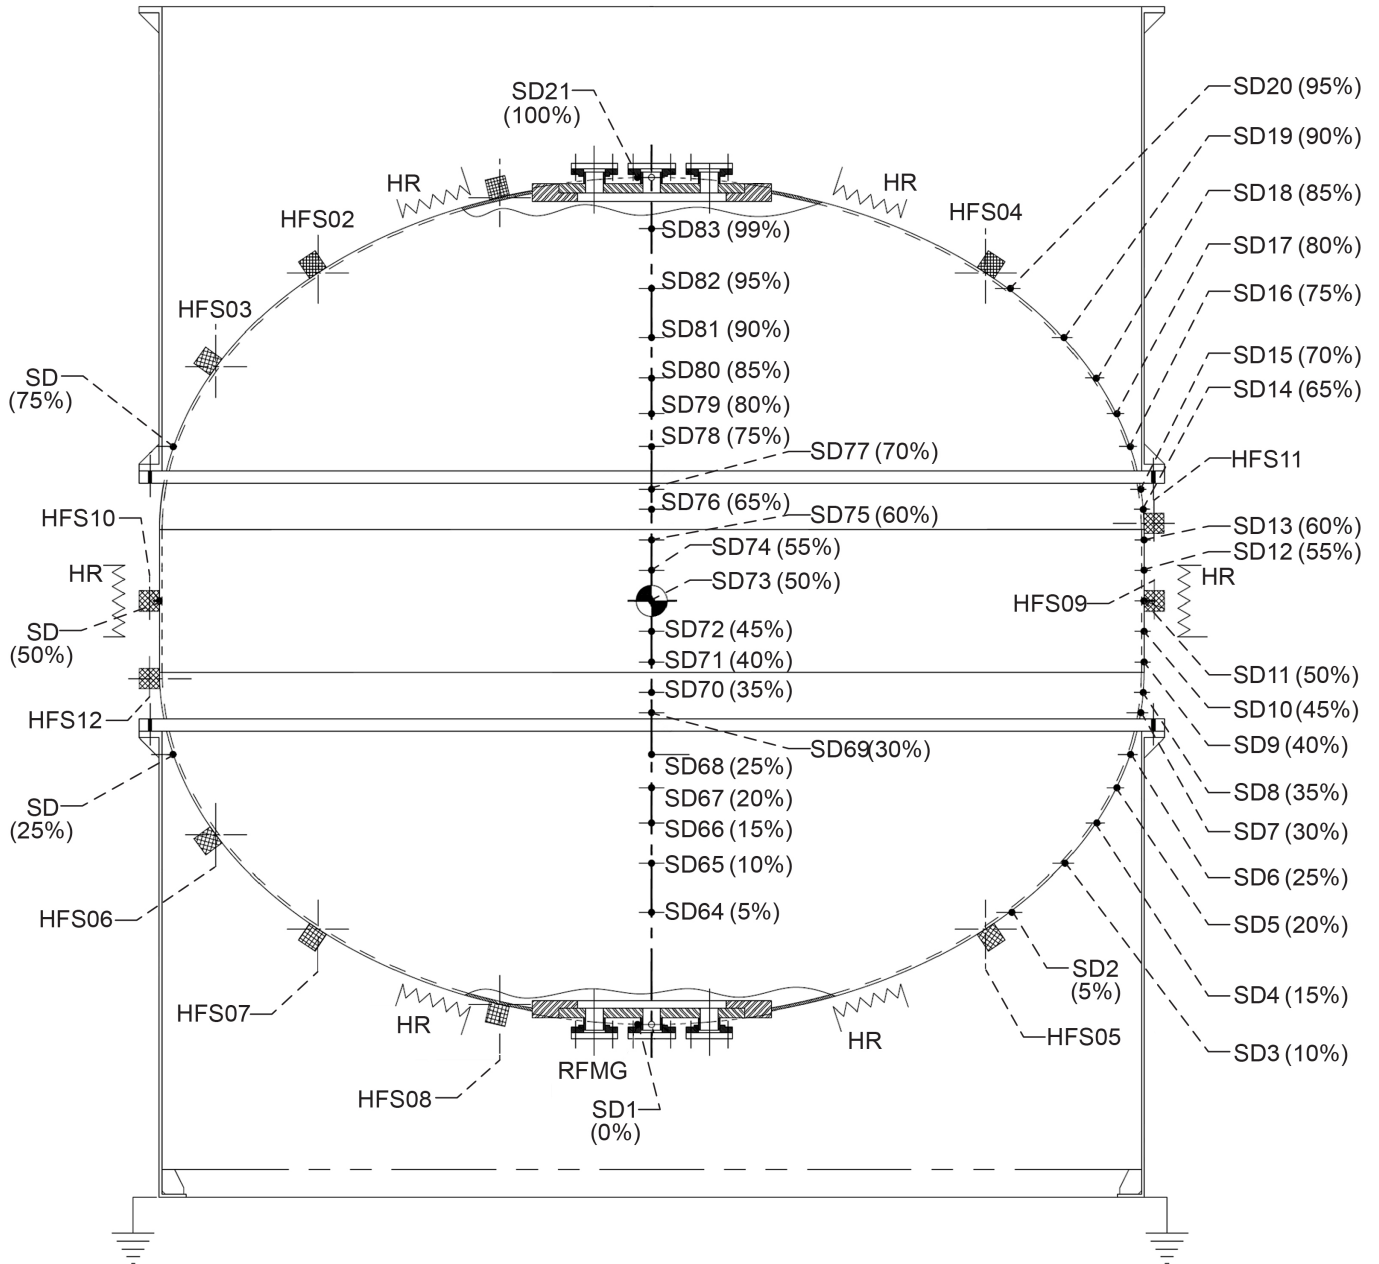 SD21
(100%)
SD20 (95%)
SD19 (90%)
HR
HR
SD18 (85%)
HFS02
HFS04
SD83 (99%)
SD17 (80%)
SD82 (95%)
SD16 (75%)
HFS03
SD81 (90%)
SD15 (70%)
SD
(75%)
SD80 (85%)
SD14 (65%)
SD79 (80%)
SD78 (75%)
SD77 (70%)
HFS11
SD76 (65%)
HFS10
SD75 (60%)
SD13 (60%)
SD74 (55%)
SD12 (55%)
HR
SD73 (50%)
HR
HFS09
SD
(50%)
SD72 (45%)
SD71 (40%)
SD11 (50%)
SD70 (35%)
SD10 (45%)
HFS12
SD69(30%)
SD9 (40%)
SD68 (25%)
SD8 (35%)
SD
(25%)
SD67 (20%)
SD66 (15%)
SD7 (30%)
SD65 (10%)
SD6 (25%)
HFS06
SD64 (5%)
SD5 (20%)
SD2
(5%)
SD4 (15%)
HFS07
HR
HR
HFS05
SD3 (10%)
RFMG
HFS08
SD1
(0%)